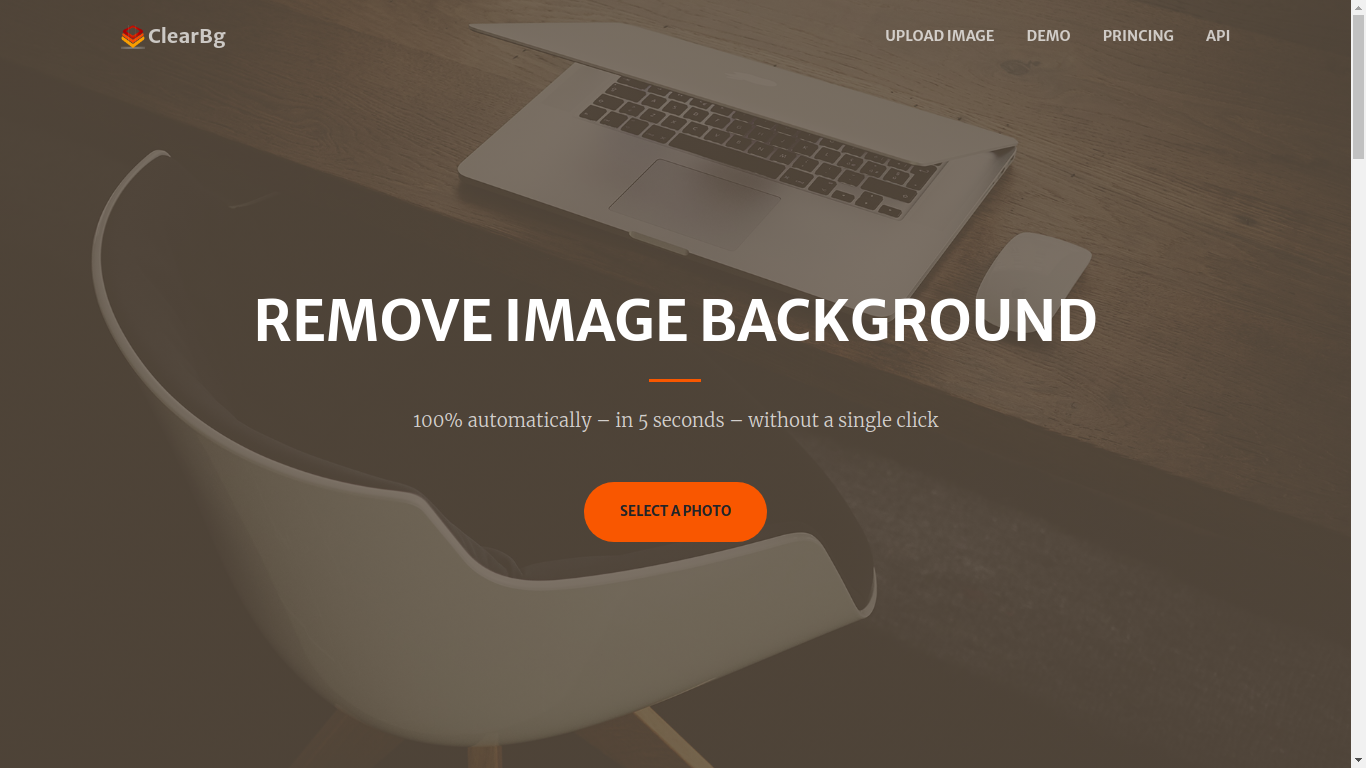 ClearBg
UPLOAD IMAGE
DEMO
PRINCING
API
REMOVE IMAGE BACKGROUND
100% automatically – in 5 seconds – without a single click
SELECT A PHOTO